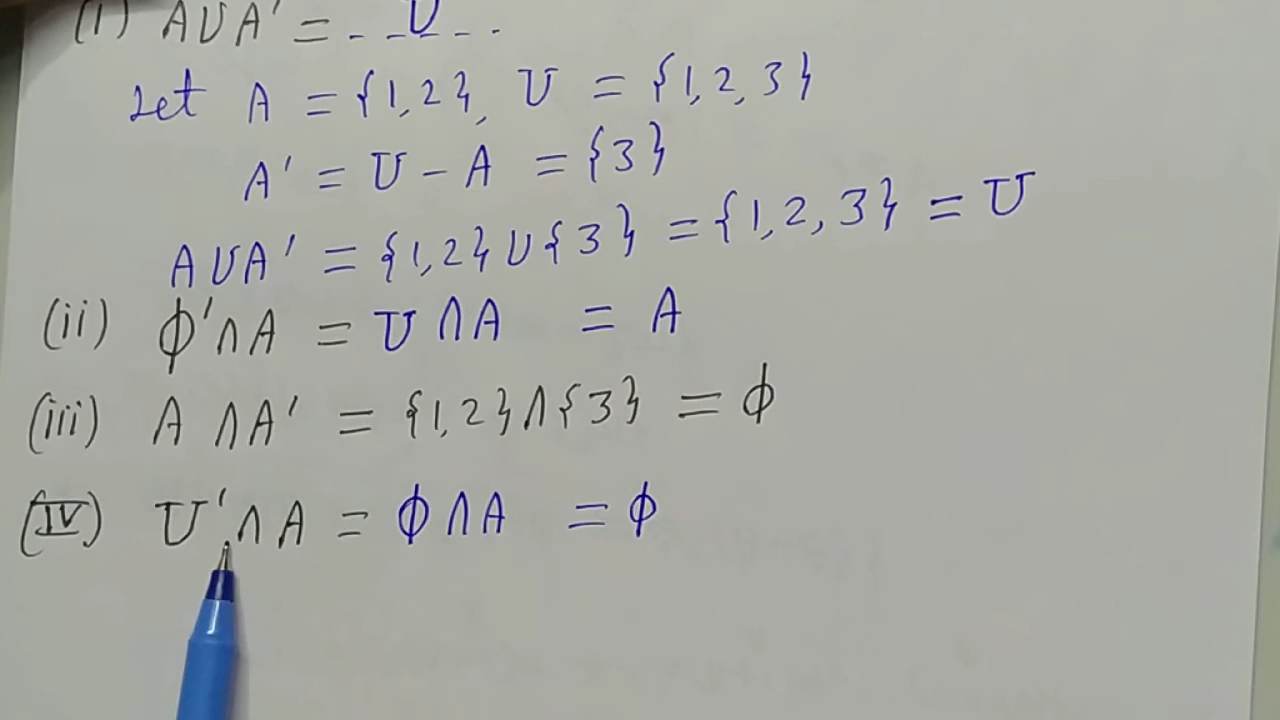 (i) A∪A' = - - U - - .
Let A = {1,2}, U = {1,2,3}
A' = U - A = {3}
A∪A' = {1,2}∪{3} = {1,2,3} = U
(ii) ϕ'∩A = U∩A = A
(iii) A∩A' = {1,2}∩{3} = ϕ
(IV) U'∩A = ϕ∩A = ϕ